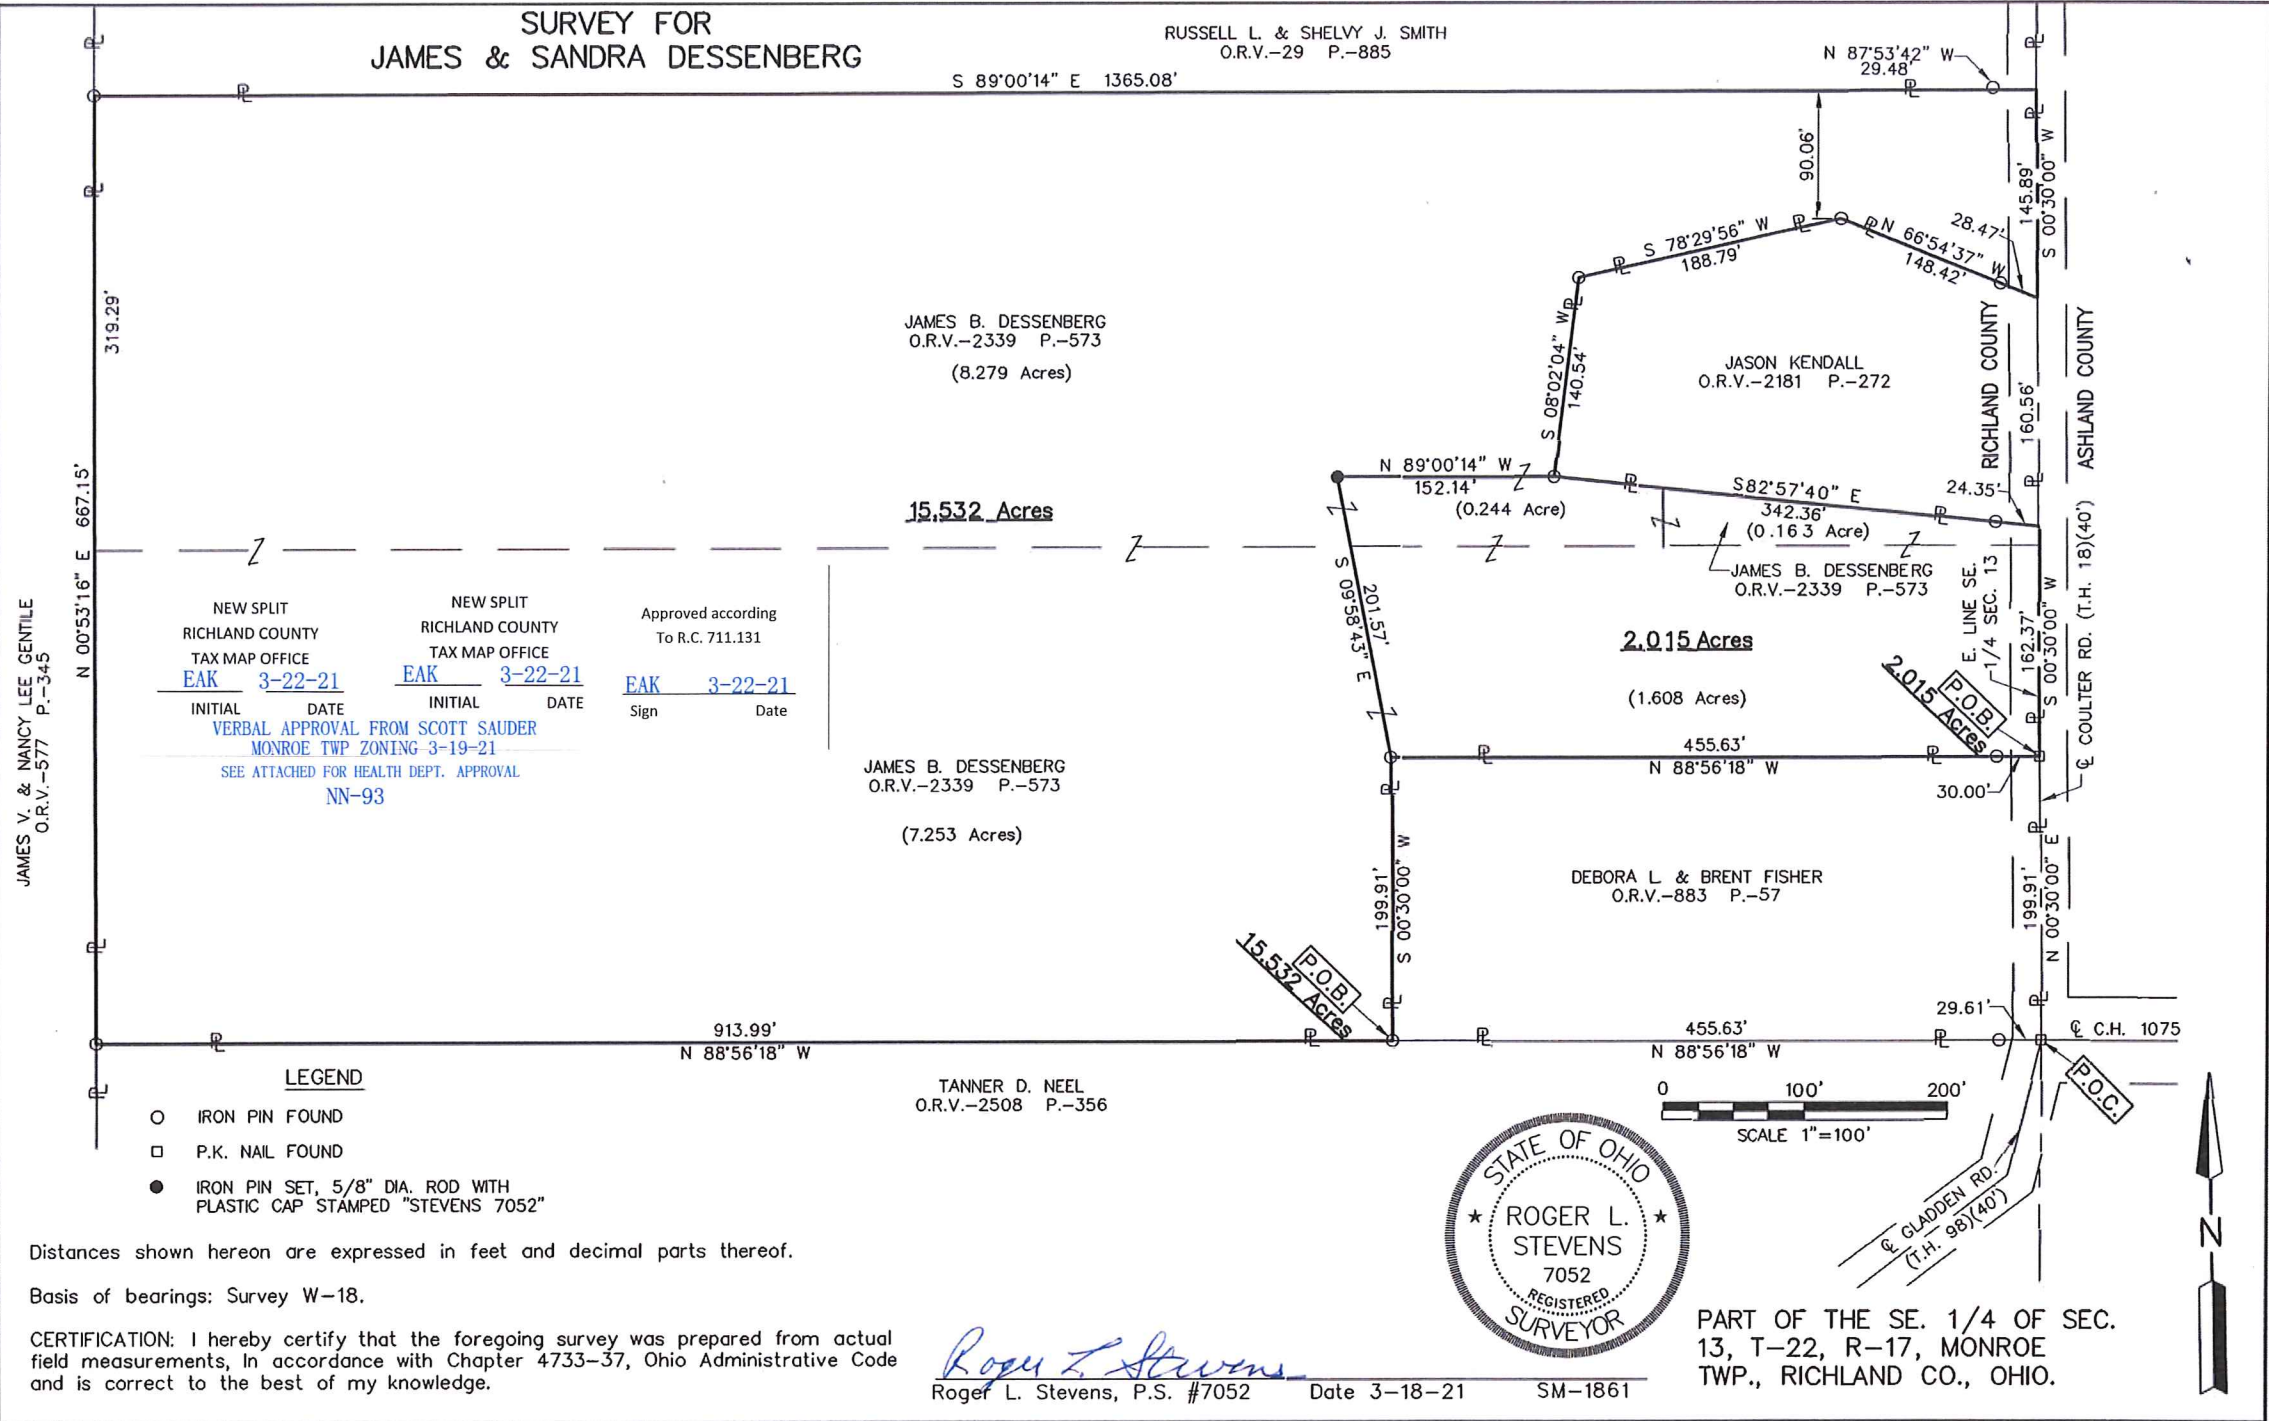 SURVEY FOR
JAMES & SANDRA DESSENBERG
RUSSELL L. & SHELVY J. SMITH
O.R.V.-29 P.-885
S 89°00'14" E 1365.08'
N 87°53'42" W
29.48'
90.06'
145.89'
S 00°30'00" W
28.47'
N 66°54'37" W
148.42'
S 78°29'56" W
188.79'
S 08°02'04" W
140.54'
319.29'
JAMES B. DESSENBERG
O.R.V.-2339 P.-573
(8.279 Acres)
JASON KENDALL
O.R.V.-2181 P.-272
RICHLAND COUNTY
160.56'
ASHLAND COUNTY
N 89°00'14" W
152.14'
(0.244 Acre)
S82°57'40" E
342.36'
(0.163 Acre)
24.35'
15.532 Acres
N 00°53'16" E 667.15'
JAMES V. & NANCY LEE GENTILE
O.R.V.-577 P.-345
S 09°58'43" E
201.57'
JAMES B. DESSENBERG
O.R.V.-2339 P.-573
2.015 Acres
(1.608 Acres)
E. LINE SE.
1/4 SEC. 13
162.37'
S 00°30'00" W
℄ COULTER RD. (T.H. 18)(40')
P.O.B.
2.015 Acres
NEW SPLIT
RICHLAND COUNTY
TAX MAP OFFICE
EAK 3-22-21
INITIAL DATE
NEW SPLIT
RICHLAND COUNTY
TAX MAP OFFICE
EAK 3-22-21
INITIAL DATE
Approved according
To R.C. 711.131
EAK 3-22-21
Sign Date
VERBAL APPROVAL FROM SCOTT SAUDER
MONROE TWP ZONING 3-19-21
SEE ATTACHED FOR HEALTH DEPT. APPROVAL
NN-93
JAMES B. DESSENBERG
O.R.V.-2339 P.-573
(7.253 Acres)
455.63'
N 88°56'18" W
30.00'
199.91'
S 00°30'00" W
DEBORA L. & BRENT FISHER
O.R.V.-883 P.-57
199.91'
N 00°30'00" E
P.O.B.
15.532 Acres
913.99'
N 88°56'18" W
455.63'
N 88°56'18" W
29.61'
℄ C.H. 1075
P.O.C.
TANNER D. NEEL
O.R.V.-2508 P.-356
LEGEND
IRON PIN FOUND
P.K. NAIL FOUND
IRON PIN SET, 5/8" DIA. ROD WITH
PLASTIC CAP STAMPED "STEVENS 7052"
0 100' 200'
SCALE 1"=100'
℄ GLADDEN RD.
(T.H. 98)(40')
N
Distances shown hereon are expressed in feet and decimal parts thereof.
Basis of bearings: Survey W-18.
CERTIFICATION: I hereby certify that the foregoing survey was prepared from actual
field measurements, In accordance with Chapter 4733-37, Ohio Administrative Code
and is correct to the best of my knowledge.
STATE OF OHIO
ROGER L.
STEVENS
7052
REGISTERED
SURVEYOR
Roger L. Stevens
Roger L. Stevens, P.S. #7052 Date 3-18-21 SM-1861
PART OF THE SE. 1/4 OF SEC.
13, T-22, R-17, MONROE
TWP., RICHLAND CO., OHIO.